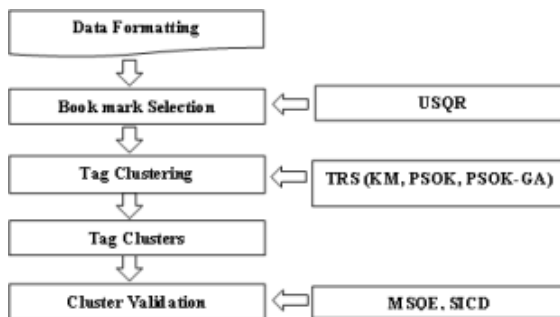 Data Formatting
Book mark Selection
USQR
Tag Clustering
TRS (KM, PSOK, PSOK-GA)
Tag Clusters
Cluster Validation
MSQE, SICD